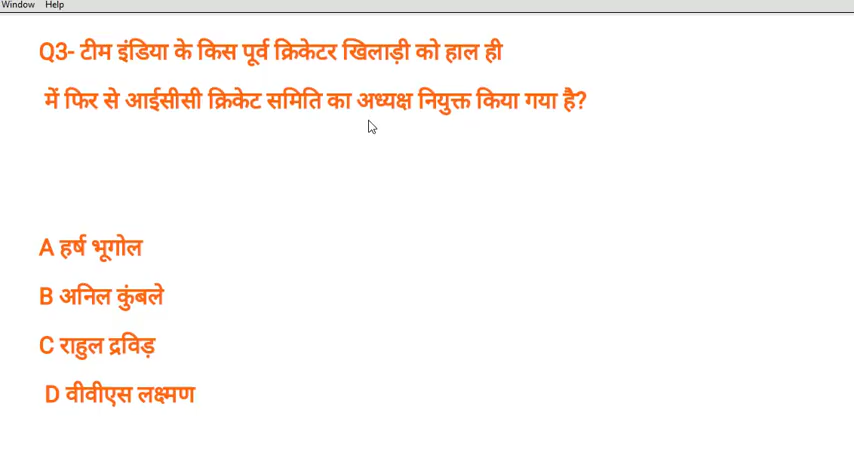 Window Help
Q3- टीम इंडिया के किस पूर्व क्रिकेटर खिलाड़ी को हाल ही
में फिर से आईसीसी क्रिकेट समिति का अध्यक्ष नियुक्त किया गया है?
A हर्ष भूगोल
B अनिल कुंबले
C राहुल द्रविड़
D वीवीएस लक्ष्मण